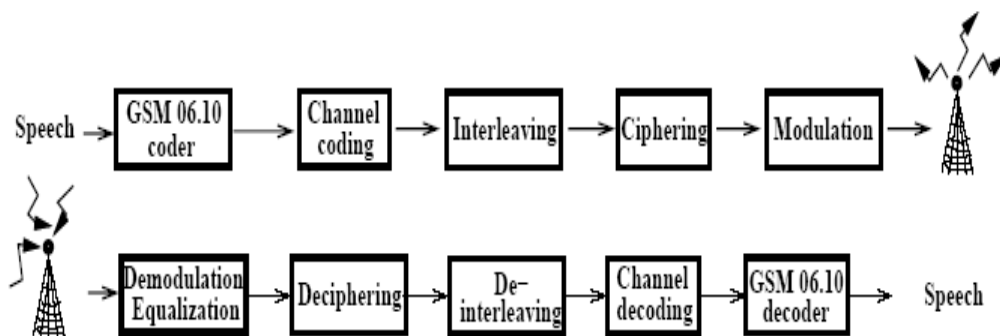 Speech
GSM 06.10
coder
Channel
coding
Interleaving
Ciphering
Modulation
Demodulation
Equalization
Deciphering
De-
interleaving
Channel
decoding
GSM 06.10
decoder
Speech